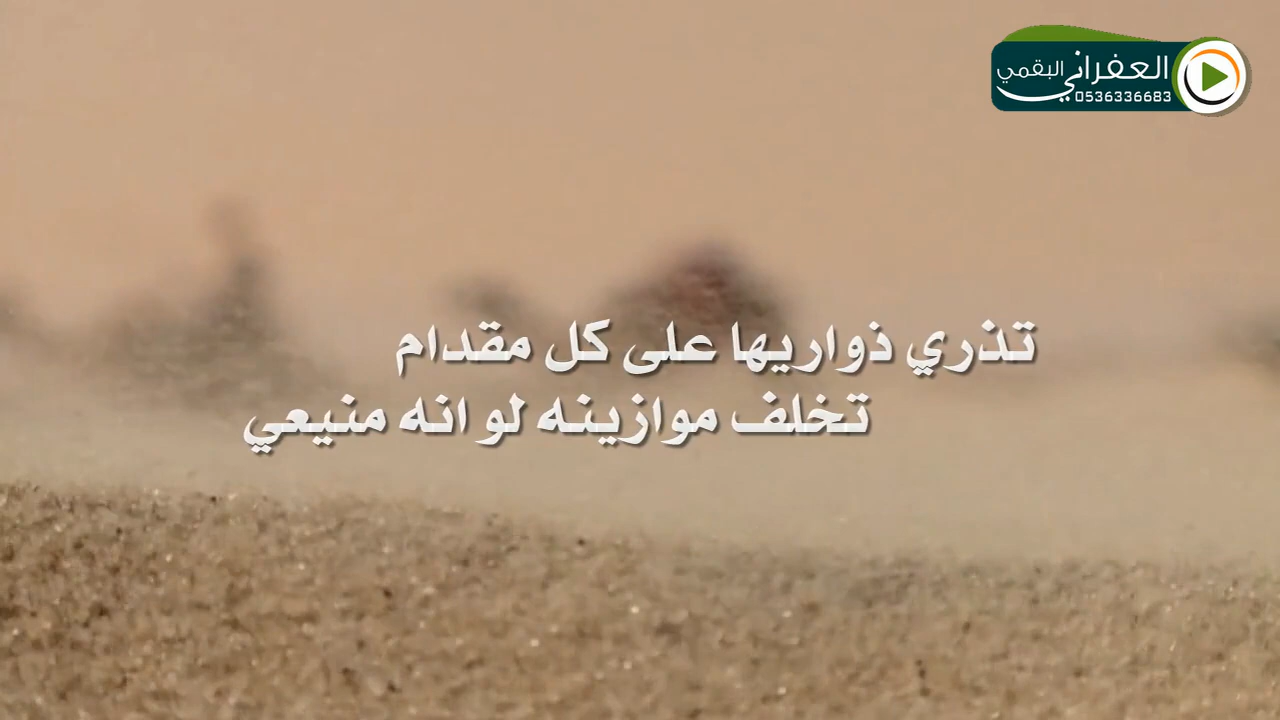 العفراني البقمي
0536336683
تذري ذواريها على كل مقدام
تخلف موازينه لو انه منيعي